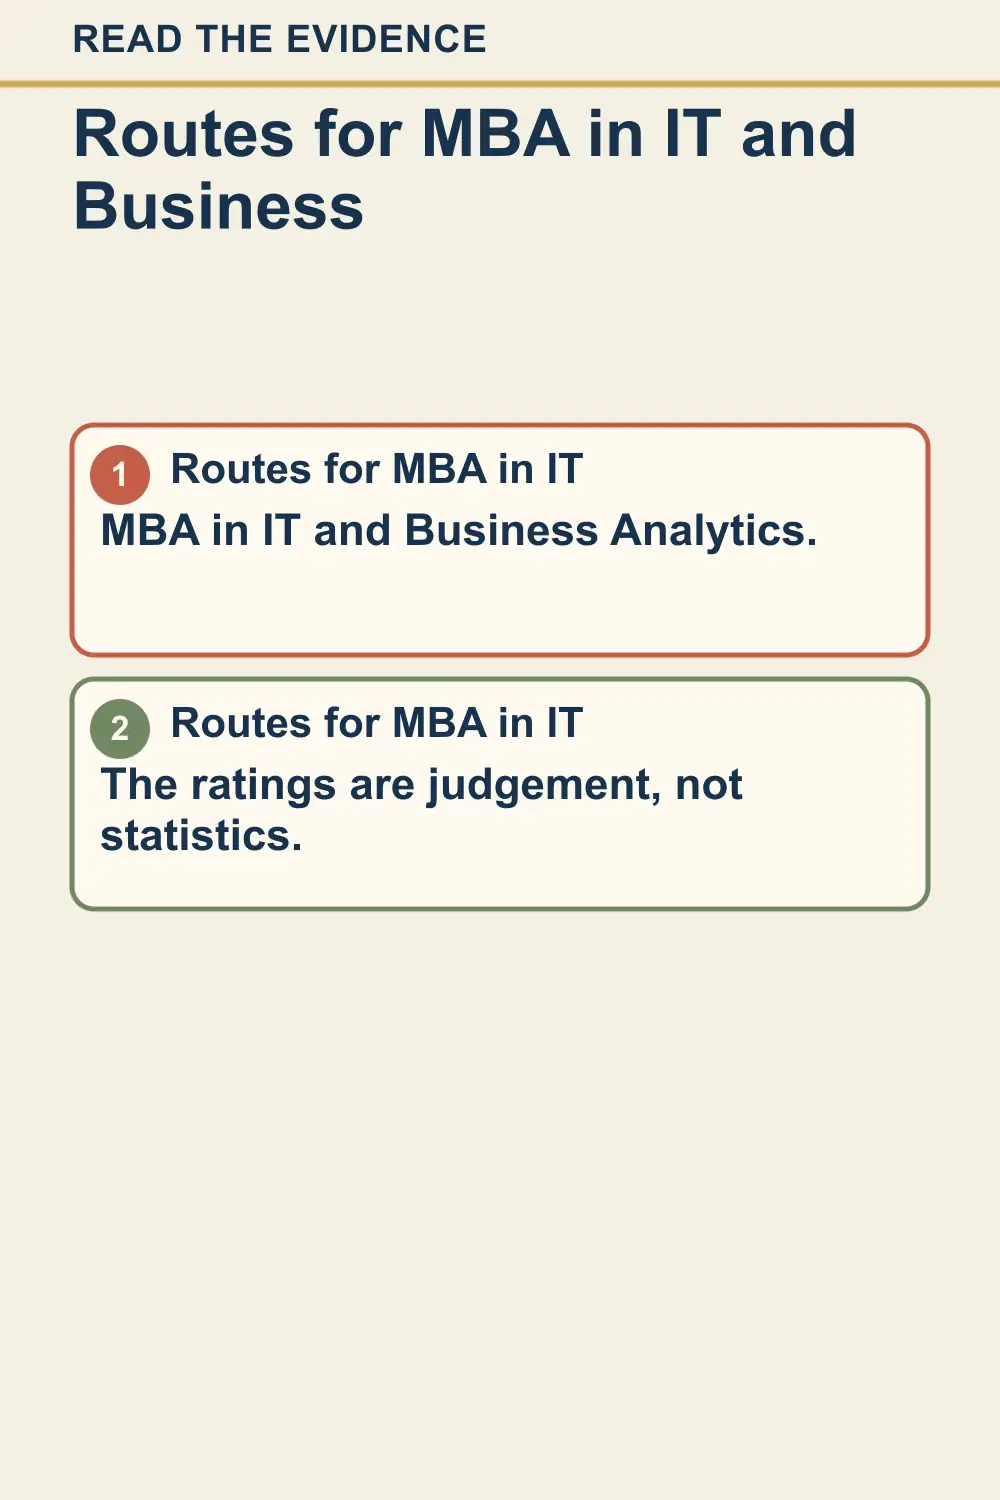 READ THE EVIDENCE
Routes for MBA in IT and
Business
1
Routes for MBA in IT
MBA in IT and Business Analytics.
2
Routes for MBA in IT
The ratings are judgement, not
statistics.